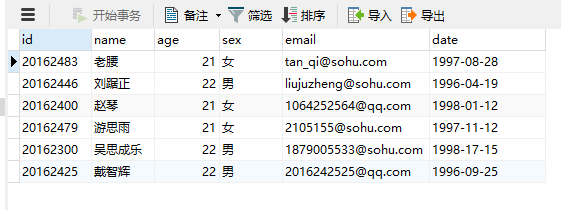 开始事务 备注 筛选 排序 导入 导出
id name age sex email date
20162483 老腰 21 女 tan_qi@sohu.com 1997-08-28
20162446 刘踞正 22 男 liujuzheng@sohu.com 1996-04-19
20162400 赵琴 21 女 1064252564@qq.com 1998-01-12
20162479 游思雨 21 女 2105155@sohu.com 1997-11-12
20162300 吴思成乐 22 男 1879005533@sohu.com 1998-17-15
20162425 戴智辉 22 男 2016242525@qq.com 1996-09-25